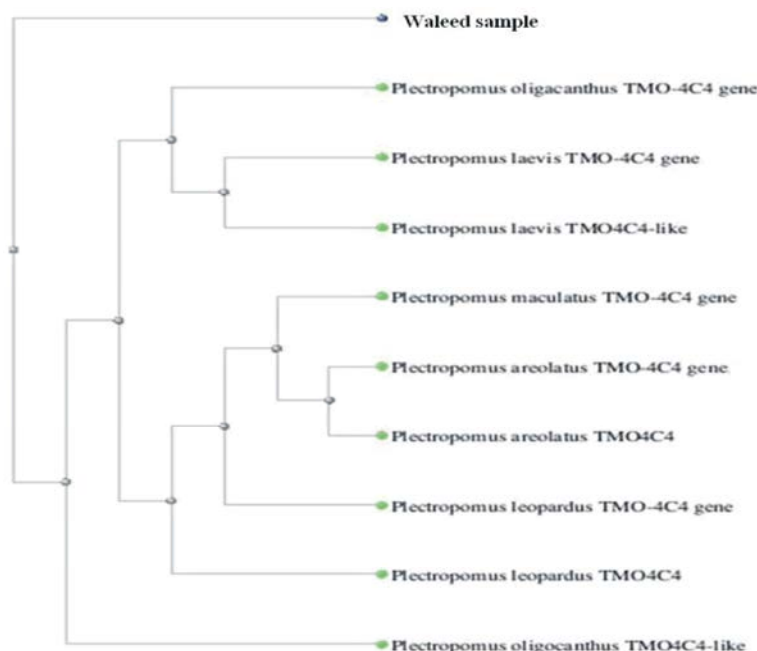 Waleed sample
Plectropomus oligacanthus TMO-4C4 gene
Plectropomus laevis TMO-4C4 gene
Plectropomus laevis TMO4C4-like
Plectropomus maculatus TMO-4C4 gene
Plectropomus areolatus TMO-4C4 gene
Plectropomus areolatus TMO4C4
Plectropomus leopardus TMO-4C4 gene
Plectropomus leopardus TMO4C4
Plectropomus oligocanthus TMO4C4-like